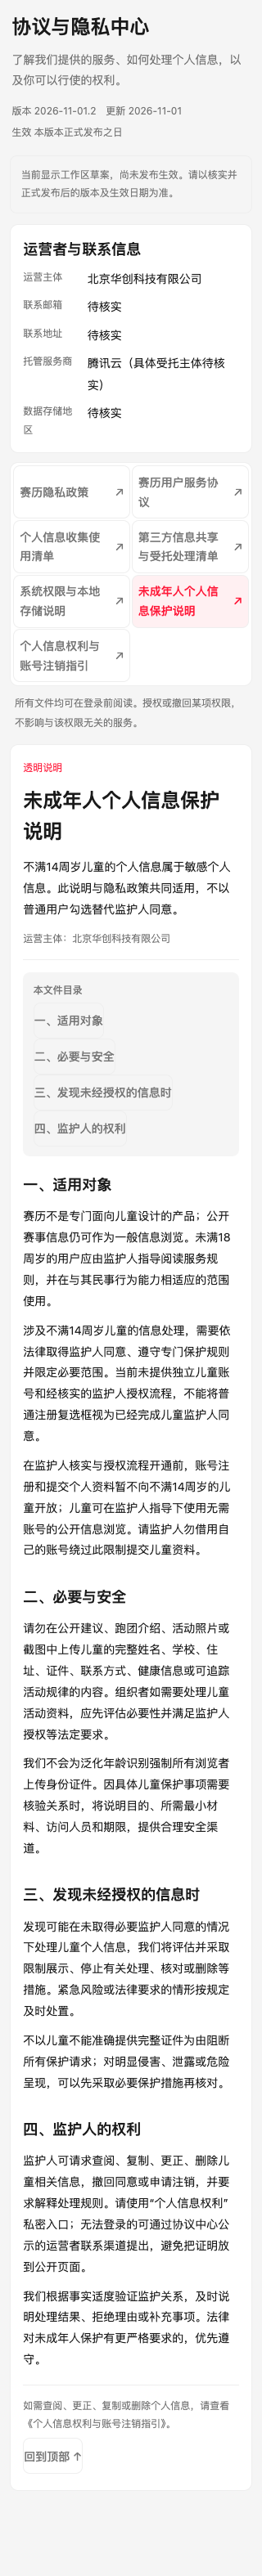 协议与隐私中心
了解我们提供的服务、如何处理个人信息，以
及你可以行使的权利。
版本 2026-11-01.2 更新 2026-11-01
生效 本版本正式发布之日
当前显示工作区草案，尚未发布生效。请以核实并
正式发布后的版本及生效日期为准。
运营者与联系信息
运营主体 北京华创科技有限公司
联系邮箱 待核实
联系地址 待核实
托管服务商 腾讯云（具体受托主体待核
实）
数据存储地
区
待核实
赛历隐私政策 ↗
赛历用户服务协
议 ↗
个人信息收集使
用清单 ↗
第三方信息共享
与受托处理清单 ↗
系统权限与本地
存储说明 ↗
未成年人个人信
息保护说明 ↗
个人信息权利与
账号注销指引 ↗
所有文件均可在登录前阅读。授权或撤回某项权限，
不影响与该权限无关的服务。
透明说明
未成年人个人信息保护
说明
不满14周岁儿童的个人信息属于敏感个人
信息。此说明与隐私政策共同适用，不以
普通用户勾选替代监护人同意。
运营主体：北京华创科技有限公司
本文件目录
一、适用对象
二、必要与安全
三、发现未经授权的信息时
四、监护人的权利
一、适用对象
赛历不是专门面向儿童设计的产品；公开
赛事信息仍可作为一般信息浏览。未满18
周岁的用户应由监护人指导阅读服务规
则，并在与其民事行为能力相适应的范围
使用。
涉及不满14周岁儿童的信息处理，需要依
法律取得监护人同意、遵守专门保护规则
并限定必要范围。当前未提供独立儿童账
号和经核实的监护人授权流程，不能将普
通注册复选框视为已经完成儿童监护人同
意。
在监护人核实与授权流程开通前，账号注
册和提交个人资料暂不向不满14周岁的儿
童开放；儿童可在监护人指导下使用无需
账号的公开信息浏览。请监护人勿借用自
己的账号绕过此限制提交儿童资料。
二、必要与安全
请勿在公开建议、跑团介绍、活动照片或
截图中上传儿童的完整姓名、学校、住
址、证件、联系方式、健康信息或可追踪
活动规律的内容。组织者如需要处理儿童
活动资料，应先评估必要性并满足监护人
授权等法定要求。
我们不会为泛化年龄识别强制所有浏览者
上传身份证件。因具体儿童保护事项需要
核验关系时，将说明目的、所需最小材
料、访问人员和期限，提供合理安全渠
道。
三、发现未经授权的信息时
发现可能在未取得必要监护人同意的情况
下处理儿童个人信息，我们将评估并采取
限制展示、停止有关处理、核对或删除等
措施。紧急风险或法律要求的情形按规定
及时处置。
不以儿童不能准确提供完整证件为由阻断
所有保护请求；对明显侵害、泄露或危险
呈现，可以先采取必要保护措施再核对。
四、监护人的权利
监护人可请求查阅、复制、更正、删除儿
童相关信息，撤回同意或申请注销，并要
求解释处理规则。请使用“个人信息权利”
私密入口；无法登录的可通过协议中心公
示的运营者联系渠道提出，避免把证明放
到公开页面。
我们根据事实适度验证监护关系，及时说
明处理结果、拒绝理由或补充事项。法律
对未成年人保护有更严格要求的，优先遵
守。
如需查阅、更正、复制或删除个人信息，请查看
《个人信息权利与账号注销指引》。
回到顶部 ↑